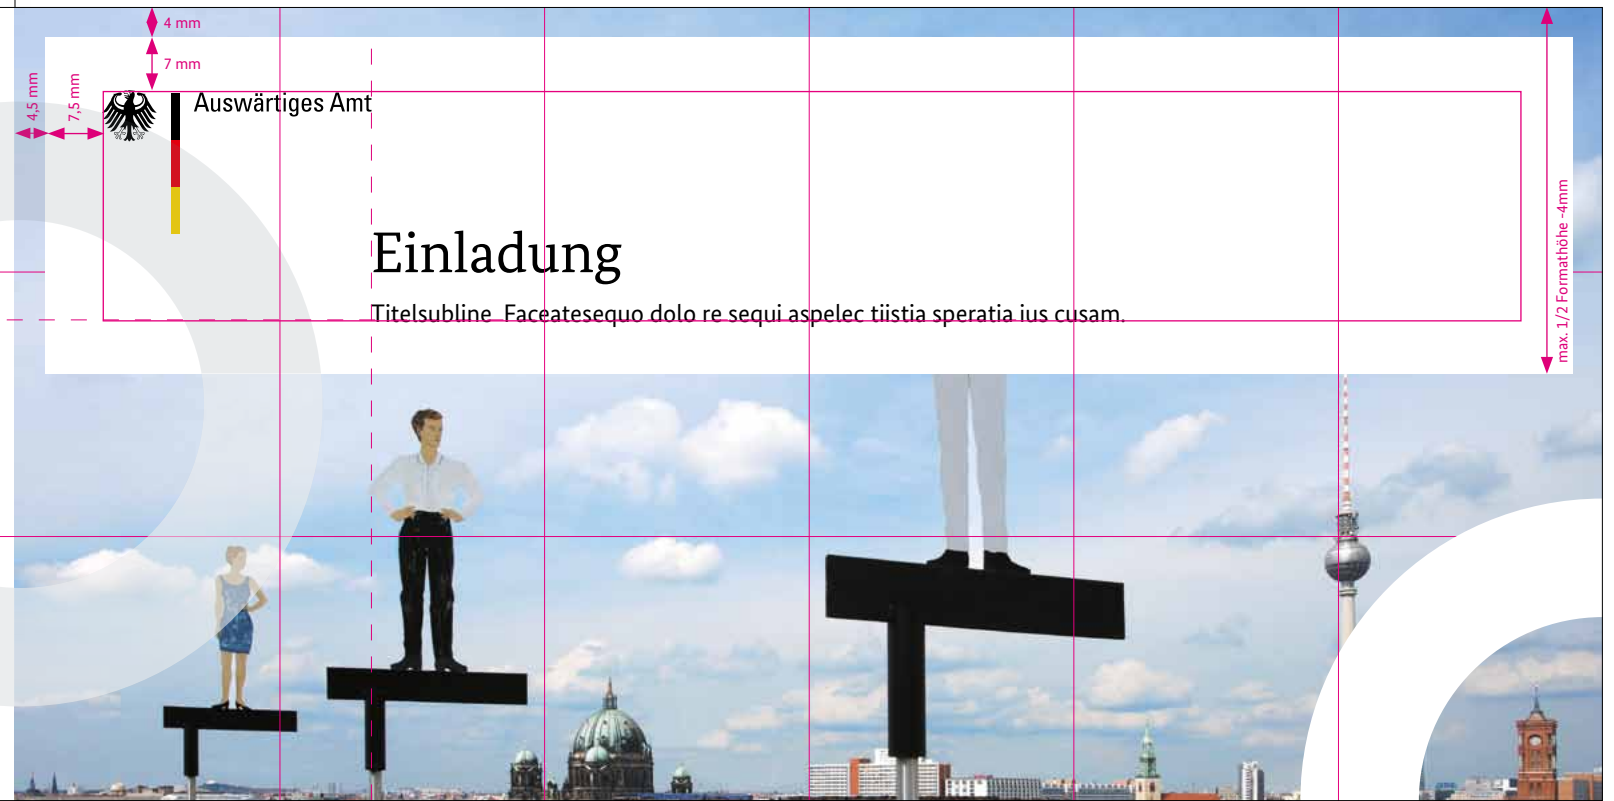 4 mm
7 mm
4,5 mm
7,5 mm
Auswärtiges Amt
Einladung
Titelsubline Faceatesequo dolo re sequi aspelec tiistia speratia ius cusam.
max. 1/2 Formathöhe -4mm